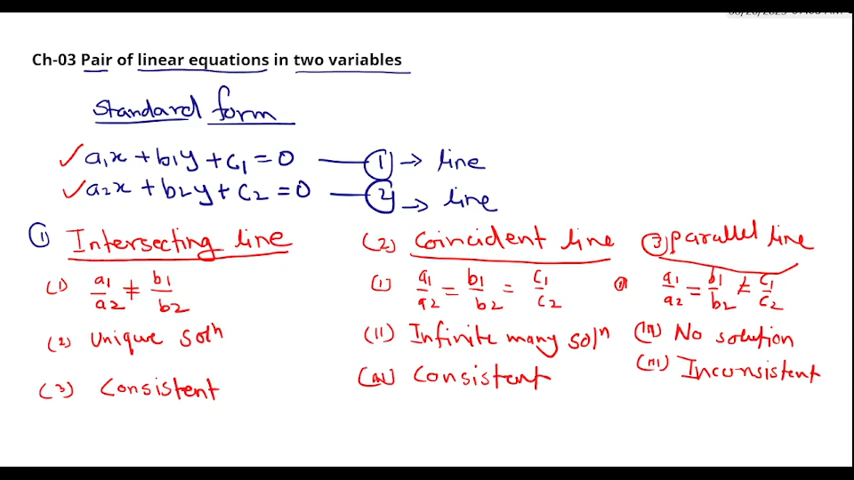 Ch-03 Pair of linear equations in two variables
Standard form
a₁x + b₁y + c₁ = 0 — ① → line
a₂x + b₂y + c₂ = 0 — ② → line
① Intersecting line
(1) a₁/a₂ ≠ b₁/b₂
(2) Unique solⁿ
(3) Consistent
(2) Coincident line
(I) a₁/a₂ = b₁/b₂ = c₁/c₂
(II) Infinite many solⁿ
(III) Consistent
③ parallel line
a₁/a₂ = b₁/b₂ ≠ c₁/c₂
(II) No solution
(III) Inconsistent